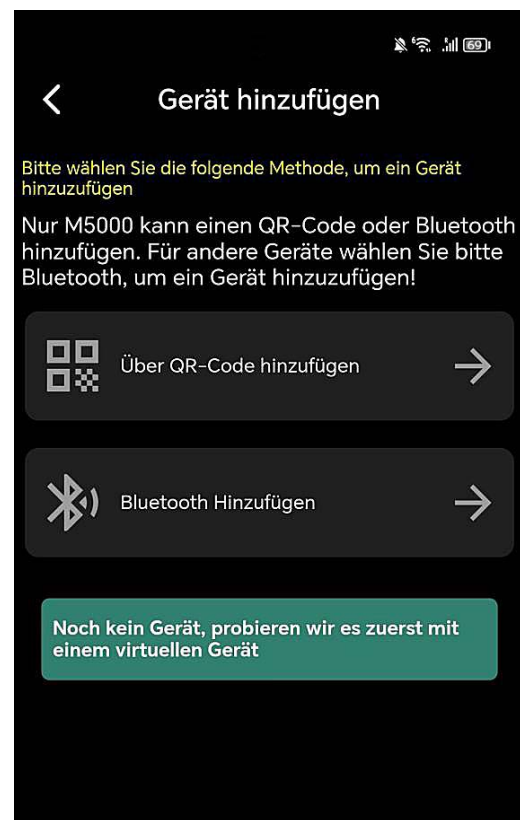 69
Gerät hinzufügen
Bitte wählen Sie die folgende Methode, um ein Gerät
hinzuzufügen
Nur M5000 kann einen QR-Code oder Bluetooth
hinzufügen. Für andere Geräte wählen Sie bitte
Bluetooth, um ein Gerät hinzuzufügen!
Über QR-Code hinzufügen
Bluetooth Hinzufügen
Noch kein Gerät, probieren wir es zuerst mit
einem virtuellen Gerät